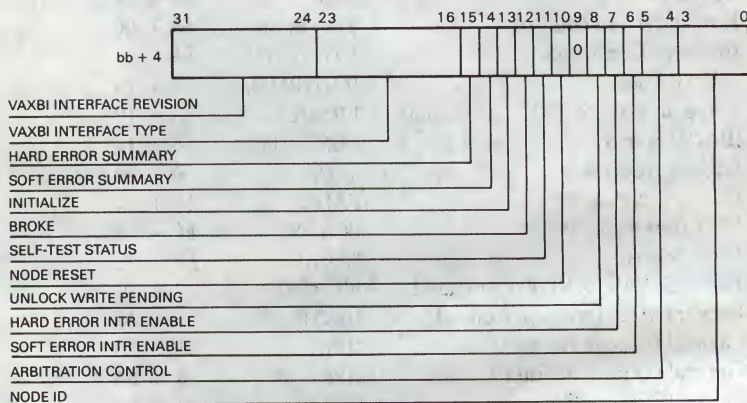 31 24 23 16 15 14 13 12 11 10 9 8 7 6 5 4 3 0
bb + 4 0
VAXBI INTERFACE REVISION
VAXBI INTERFACE TYPE
HARD ERROR SUMMARY
SOFT ERROR SUMMARY
INITIALIZE
BROKE
SELF-TEST STATUS
NODE RESET
UNLOCK WRITE PENDING
HARD ERROR INTR ENABLE
SOFT ERROR INTR ENABLE
ARBITRATION CONTROL
NODE ID